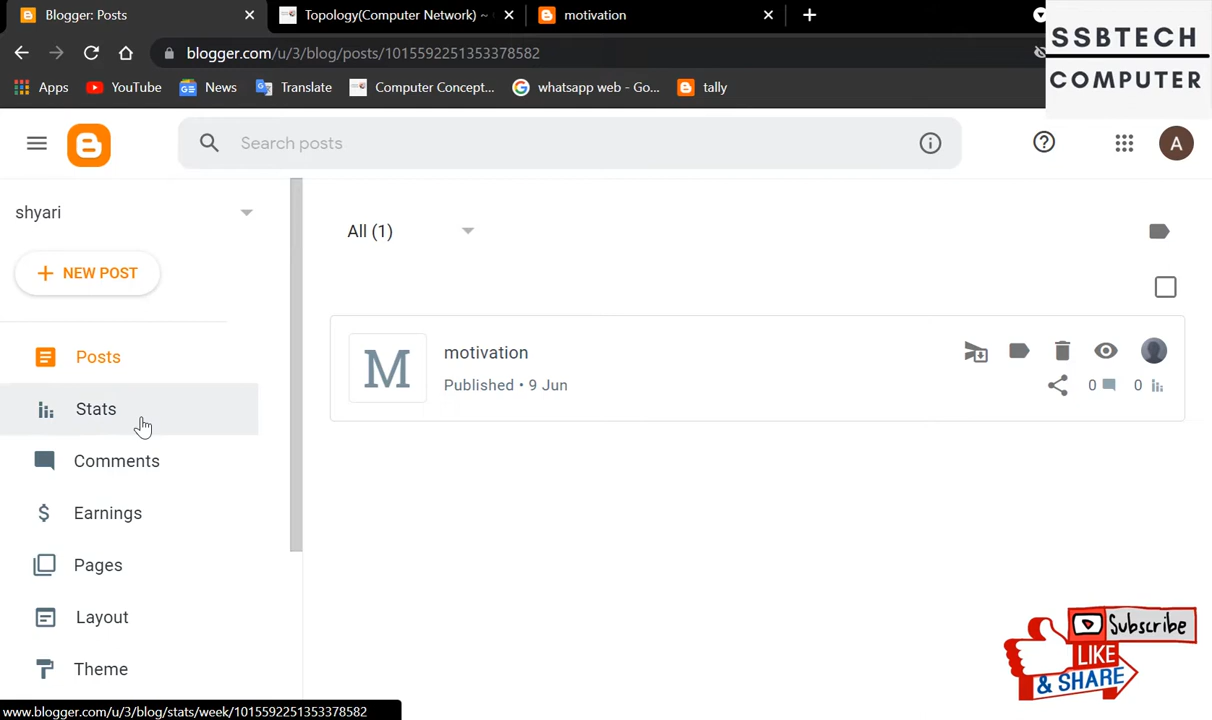 Blogger: Posts
Topology(Computer Network) ~
motivation
blogger.com/u/3/blog/posts/1015592251353378582
SSBTECH
COMPUTER
Apps
YouTube
News
Translate
Computer Concept...
whatsapp web - Go...
tally
Search posts
A
shyari
All (1)
NEW POST
Posts
M
motivation
Published • 9 Jun
0
0
Stats
Comments
Earnings
Pages
Layout
Theme
Subscribe
LIKE
& SHARE
www.blogger.com/u/3/blog/stats/week/1015592251353378582